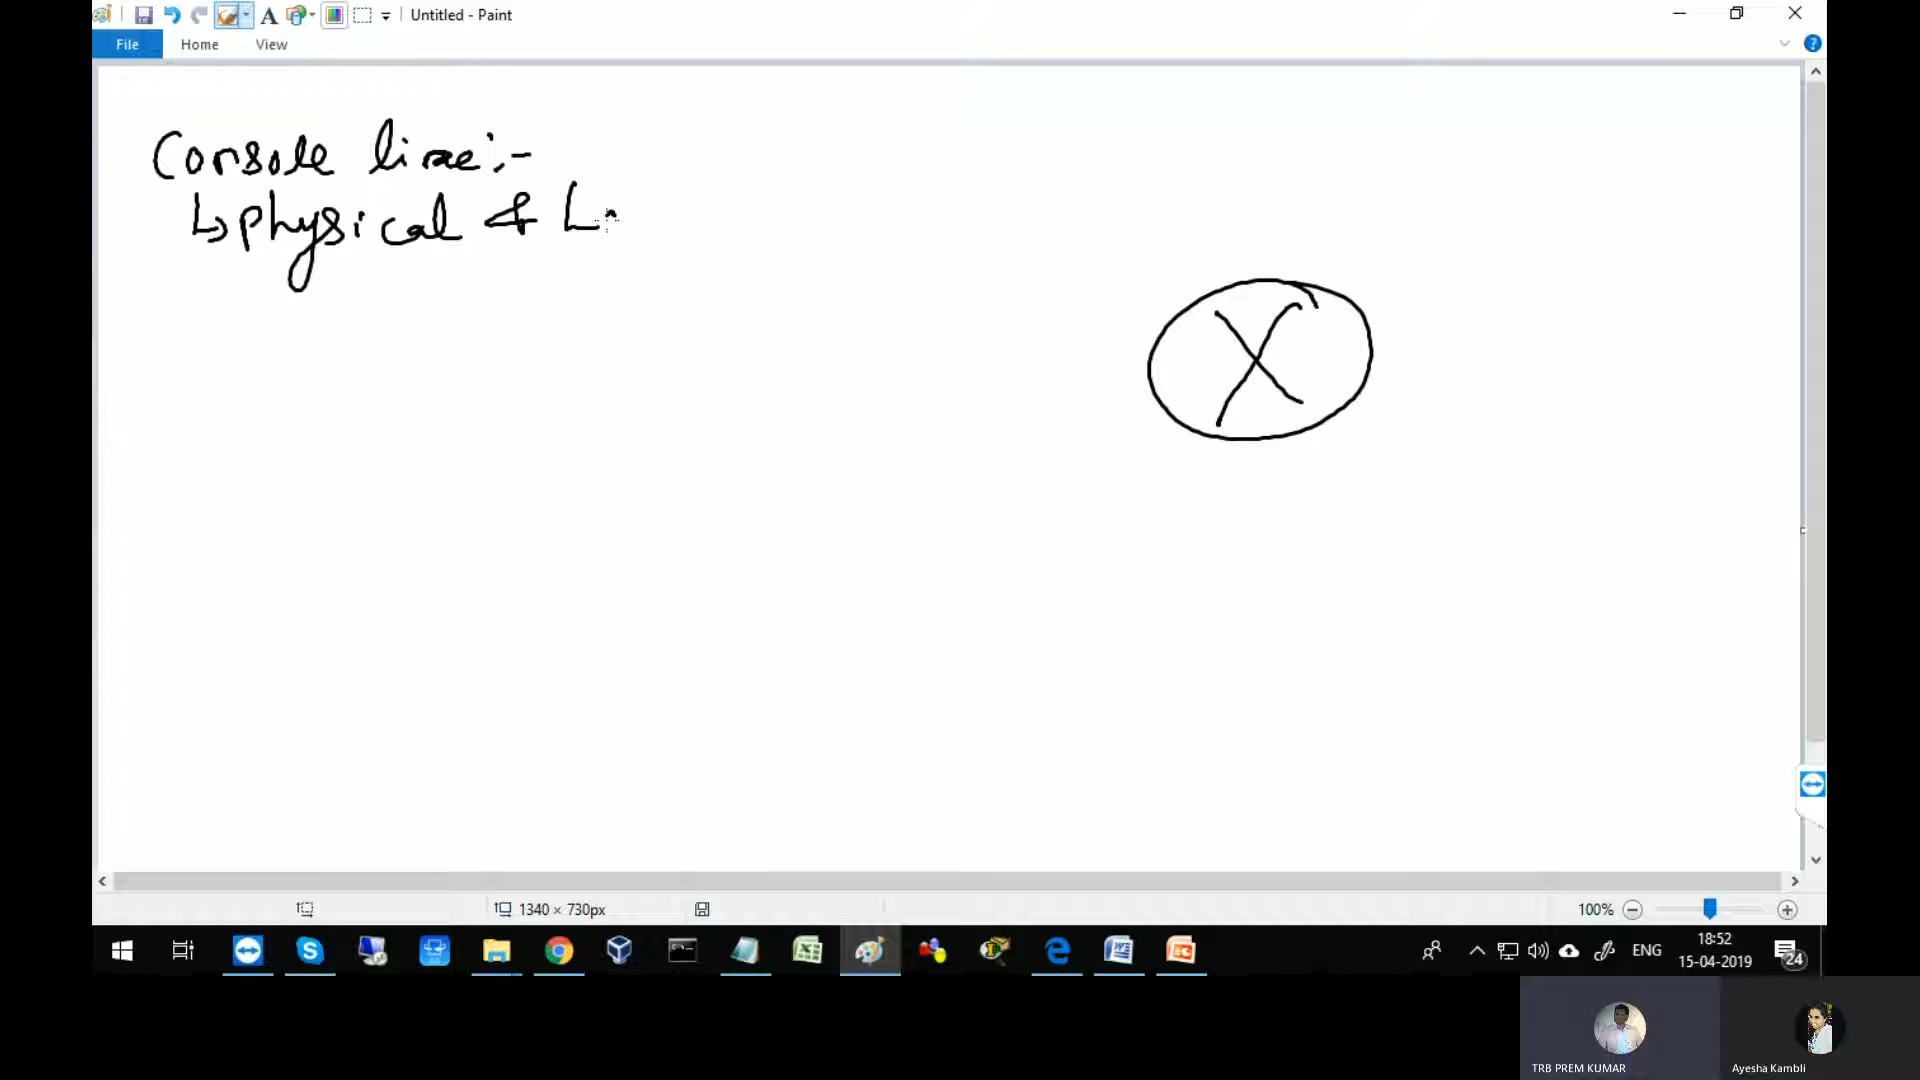 Untitled - Paint
File Home View
Console line:-
↳ physical & L
1340 × 730px 100%
ENG 18:52
15-04-2019 24
TRB PREM KUMAR Ayesha Kambli